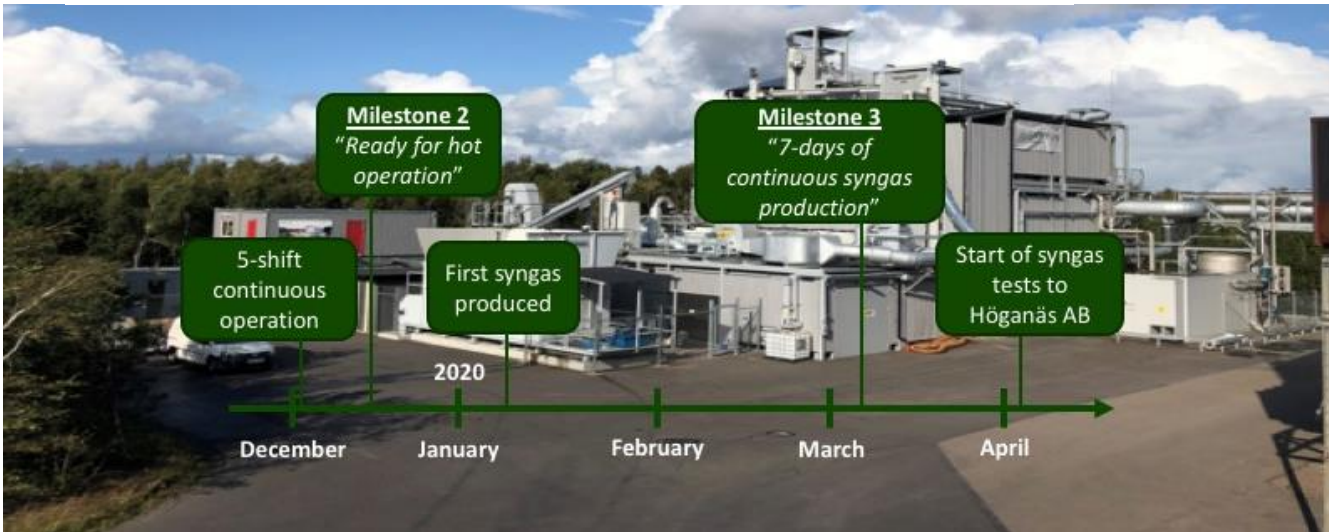 Milestone 2
“Ready for hot
operation”
Milestone 3
“7-days of
continuous syngas
production”
5-shift
continuous
operation
First syngas
produced
Start of syngas
tests to
Höganäs AB
2020
December
January
February
March
April